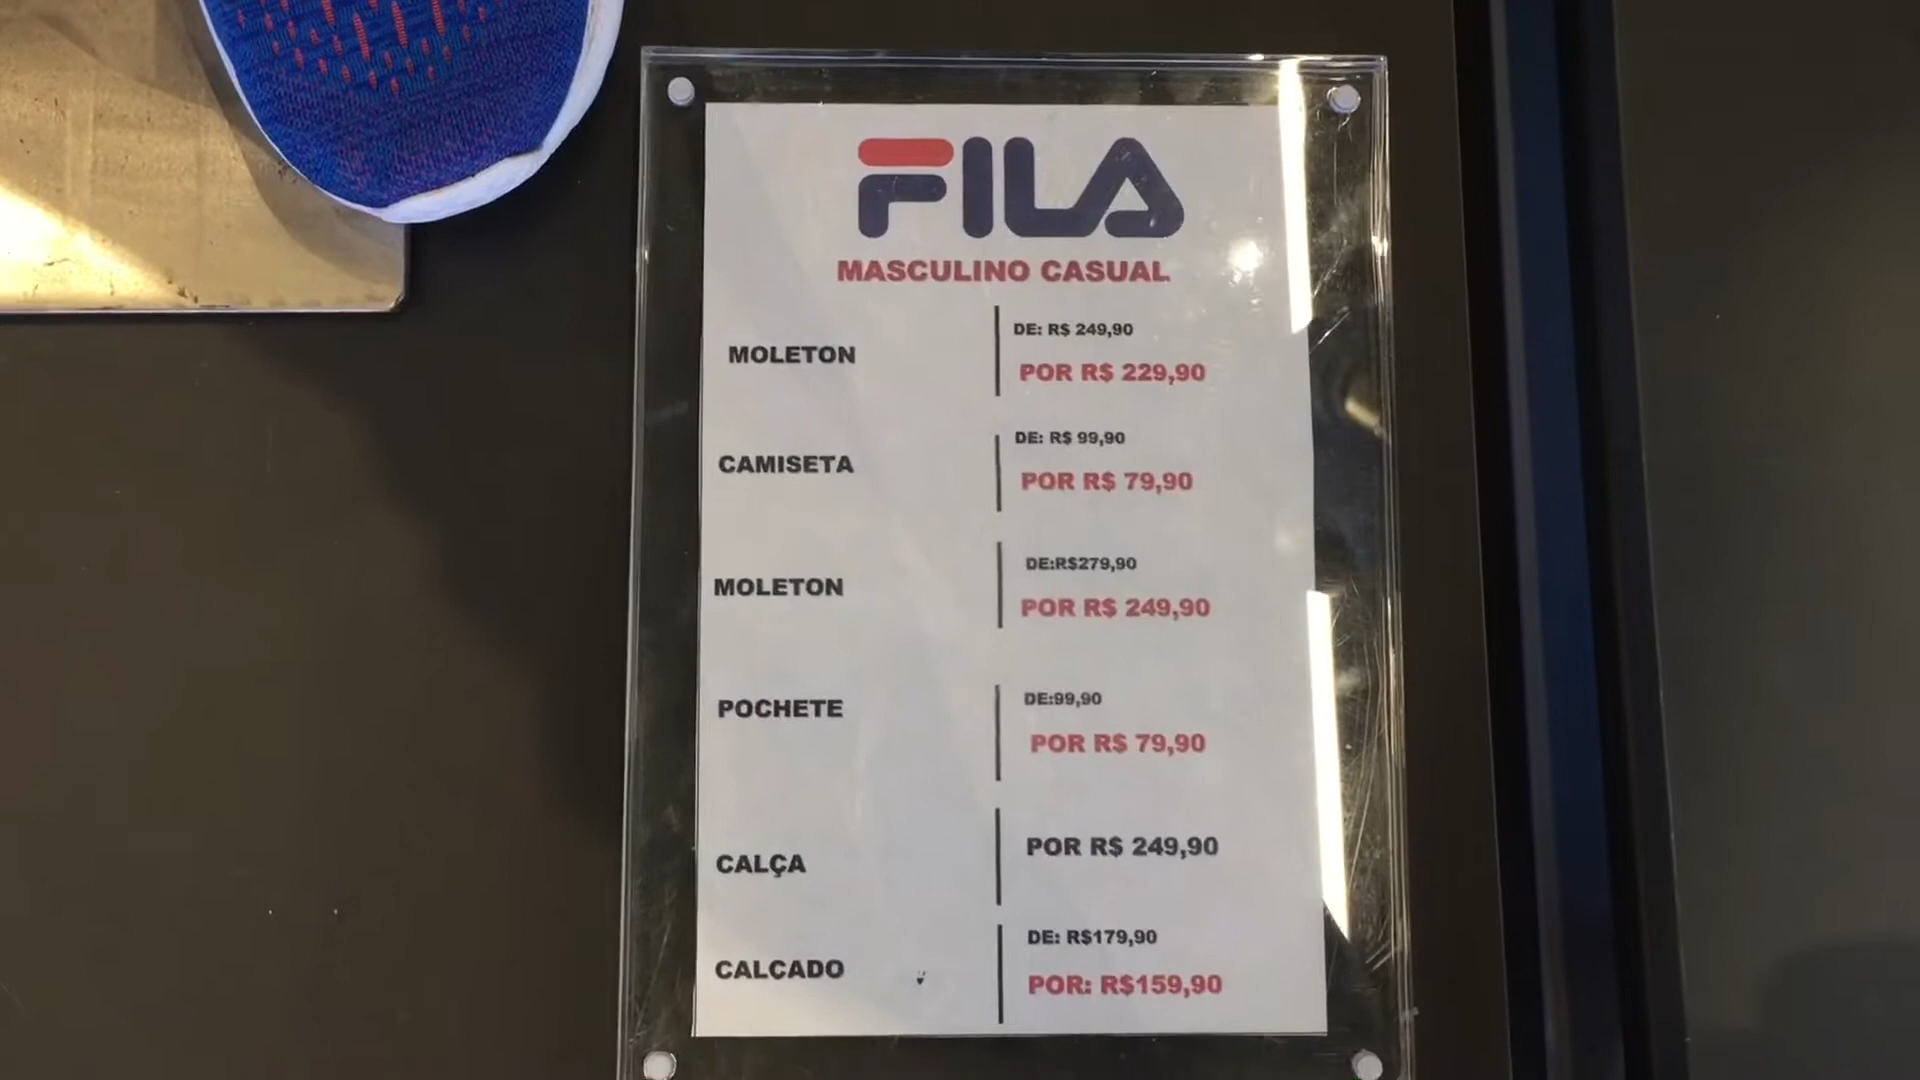 FILA
MASCULINO CASUAL
MOLETON
DE: R$ 249,90
POR R$ 229,90
CAMISETA
DE: R$ 99,90
POR R$ 79,90
MOLETON
DE:R$279,90
POR R$ 249,90
POCHETE
DE:99,90
POR R$ 79,90
CALÇA
POR R$ 249,90
CALÇADO
DE: R$179,90
POR: R$159,90